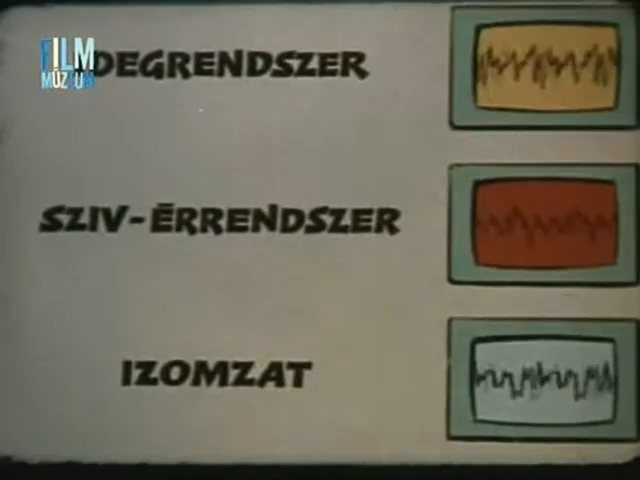 FILM
MÚZEUM
DEGRENDSZER
SZIV-ÉRRENDSZER
IZOMZAT